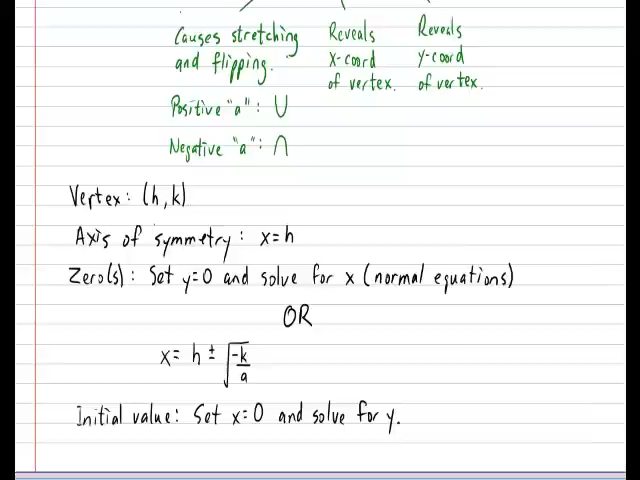 Causes stretching Reveals Reveals
and flipping. x-coord y-coord
of vertex. of vertex.
Positive "a": ∪
Negative "a": ∩
Vertex: (h,k)
Axis of symmetry: x=h
Zero(s): Set y=0 and solve for x (normal equations)
OR
x= h ± √(-k/a)
Initial value: Set x=0 and solve for y.